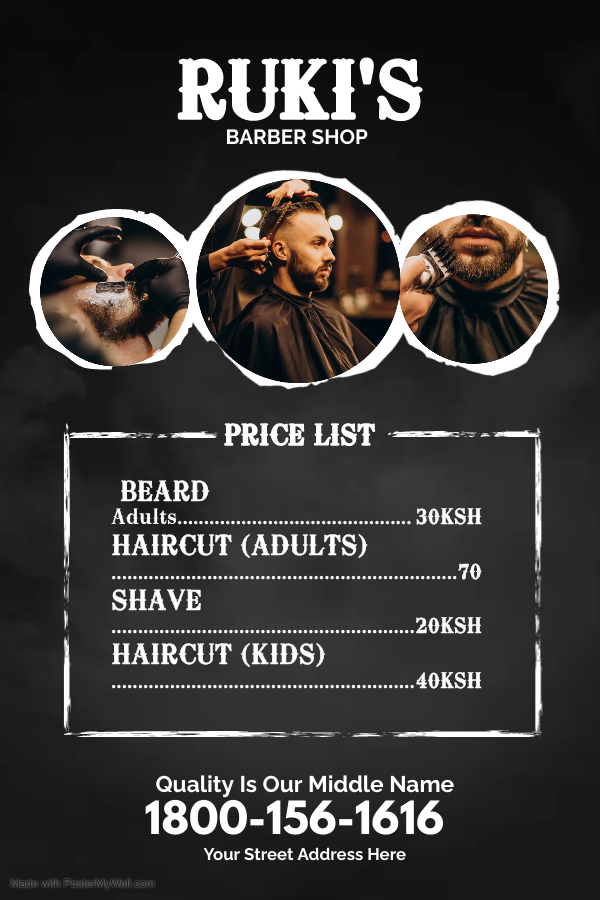 RUKI'S
BARBER SHOP
PRICE LIST
BEARD
Adults.................................................. 30KSH
HAIRCUT (ADULTS)
..........................................................................70
SHAVE
.................................................................20KSH
HAIRCUT (KIDS)
.................................................................40KSH
Quality Is Our Middle Name
1800-156-1616
Your Street Address Here
Made with PosterMyWall.com